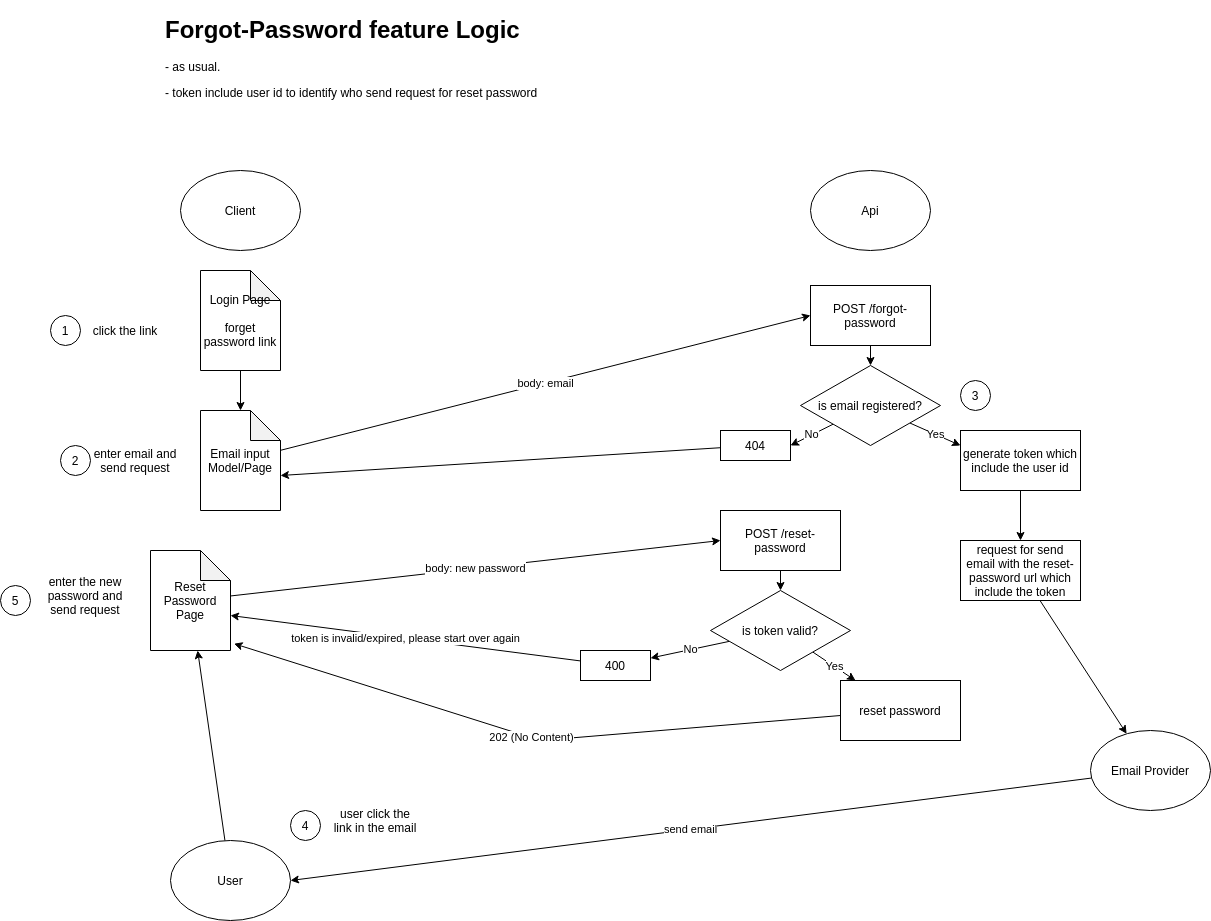 Forgot-Password feature Logic
- as usual.
- token include user id to identify who send request for reset password
Client
Api
Login Page
forget
password link
1
click the link
POST /forgot-
password
body: email
is email registered?
3
No
Yes
404
2
enter email and
send request
Email input
Model/Page
generate token which
include the user id
POST /reset-
password
request for send
email with the reset-
password url which
include the token
body: new password
5
enter the new
password and
send request
Reset
Password
Page
is token valid?
token is invalid/expired, please start over again
No
Yes
400
reset password
202 (No Content)
Email Provider
send email
4
user click the
link in the email
User